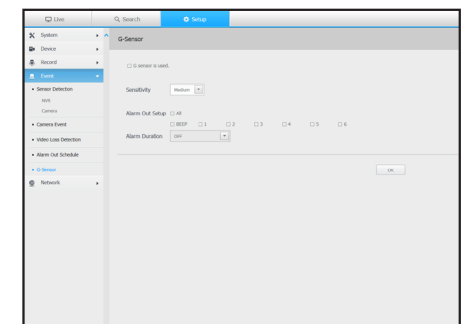 Live
Search
Setup
System
Device
Record
Event
Sensor Detection
NVR
Camera
Camera Event
Video Loss Detection
Alarm Out Schedule
G-Sensor
Network
G-Sensor
G sensor is used.
Sensitivity Medium
Alarm Out Setup All
BEEP 1 2 3 4 5 6
Alarm Duration OFF
OK